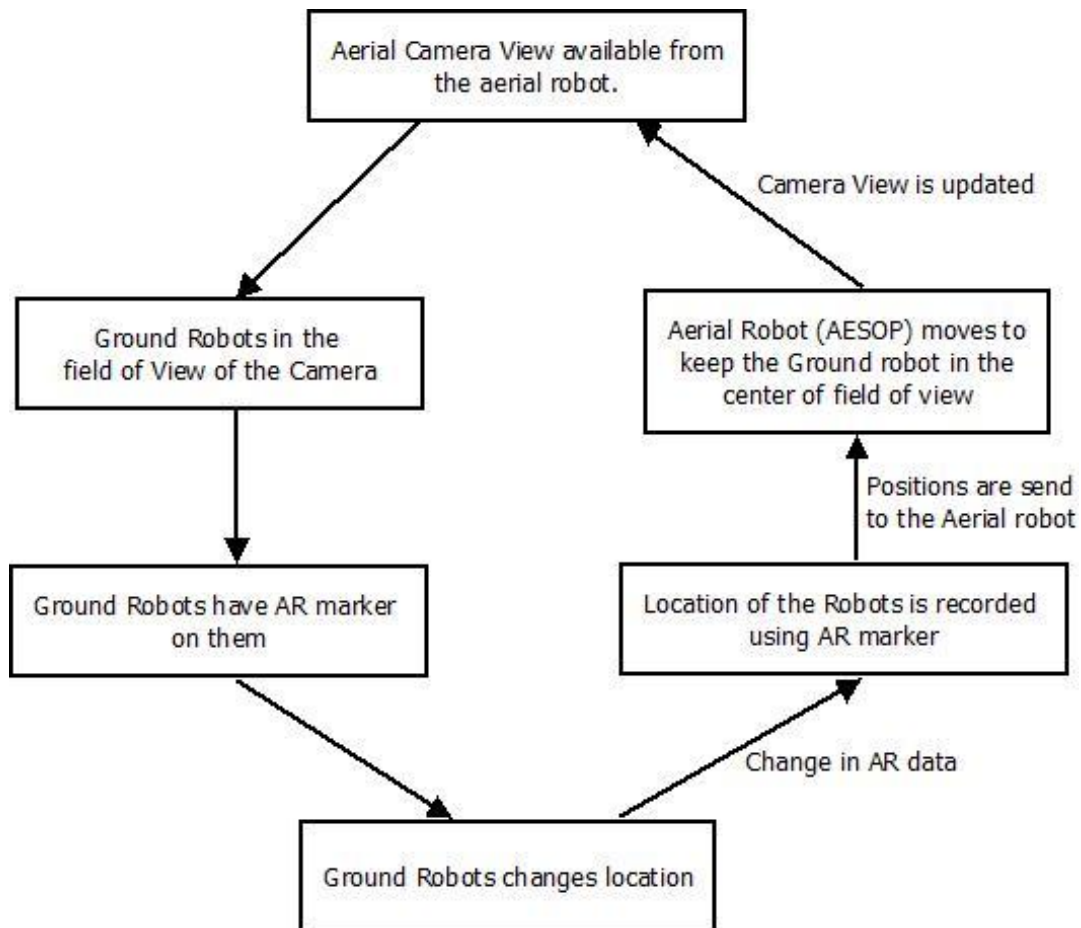 Aerial Camera View available from
the aerial robot.
Camera View is updated
Ground Robots in the
field of View of the Camera
Aerial Robot (AESOP) moves to
keep the Ground robot in the
center of field of view
Positions are send
to the Aerial robot
Ground Robots have AR marker
on them
Location of the Robots is recorded
using AR marker
Change in AR data
Ground Robots changes location